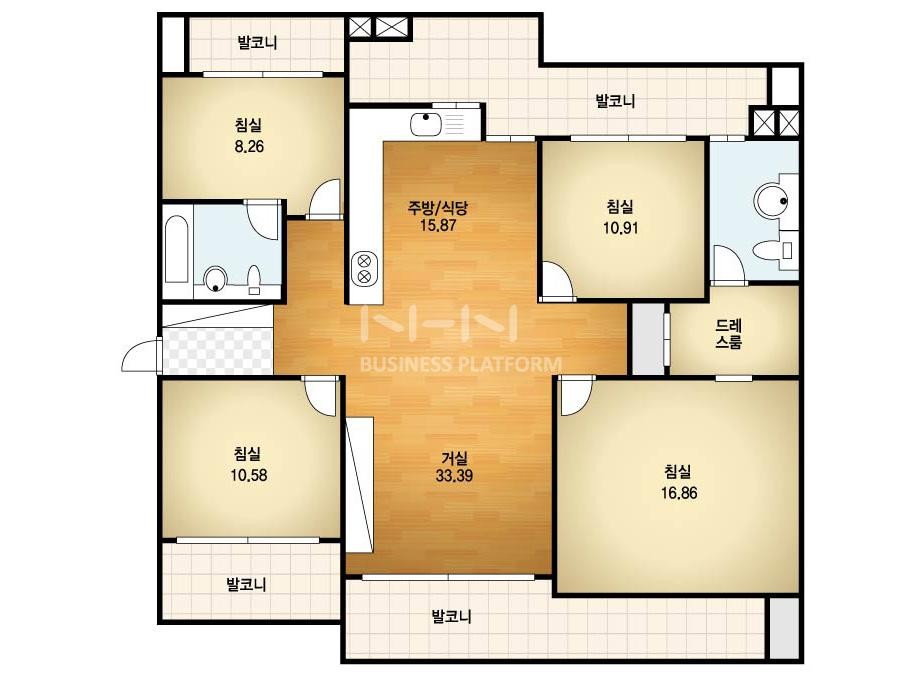 발코니
발코니
침실
8.26
주방/식당
15.87
침실
10.91
드레
스룸
NHN
BUSINESS PLATFORM
침실
10.58
거실
33.39
침실
16.86
발코니
발코니